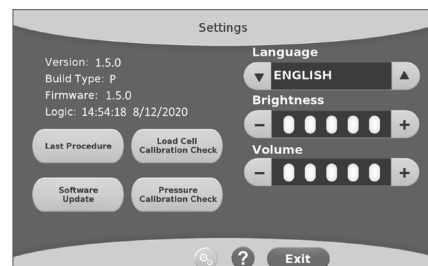 Settings
Version: 1.5.0
Build Type: P
Firmware: 1.5.0
Logic: 14:54:18 8/12/2020
Last Procedure
Load Cell
Calibration Check
Software
Update
Pressure
Calibration Check
Language
▼ ENGLISH ▲
Brightness
- +
Volume
- +
? Exit